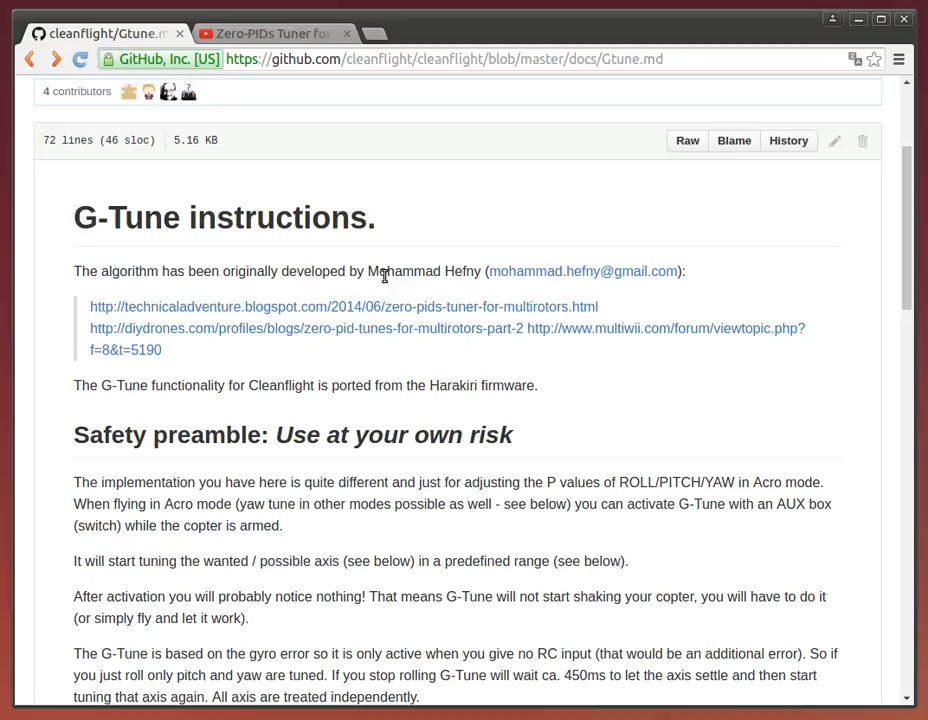 cleanflight/Gtune.m
Zero-PIDs Tuner fo
GitHub, Inc. [US] https://github.com/cleanflight/cleanflight/blob/master/docs/Gtune.md
4 contributors
72 lines (46 sloc) 5.16 KB
Raw Blame History
G-Tune instructions.
The algorithm has been originally developed by Mohammad Hefny (mohammad.hefny@gmail.com):
http://technicaladventure.blogspot.com/2014/06/zero-pids-tuner-for-multirotors.html
http://diydrones.com/profiles/blogs/zero-pid-tunes-for-multirotors-part-2 http://www.multiwii.com/forum/viewtopic.php?
f=8&t=5190
The G-Tune functionality for Cleanflight is ported from the Harakiri firmware.
Safety preamble: Use at your own risk
The implementation you have here is quite different and just for adjusting the P values of ROLL/PITCH/YAW in Acro mode.
When flying in Acro mode (yaw tune in other modes possible as well - see below) you can activate G-Tune with an AUX box
(switch) while the copter is armed.
It will start tuning the wanted / possible axis (see below) in a predefined range (see below).
After activation you will probably notice nothing! That means G-Tune will not start shaking your copter, you will have to do it
(or simply fly and let it work).
The G-Tune is based on the gyro error so it is only active when you give no RC input (that would be an additional error). So if
you just roll only pitch and yaw are tuned. If you stop rolling G-Tune will wait ca. 450ms to let the axis settle and then start
tuning that axis again. All axis are treated independently.